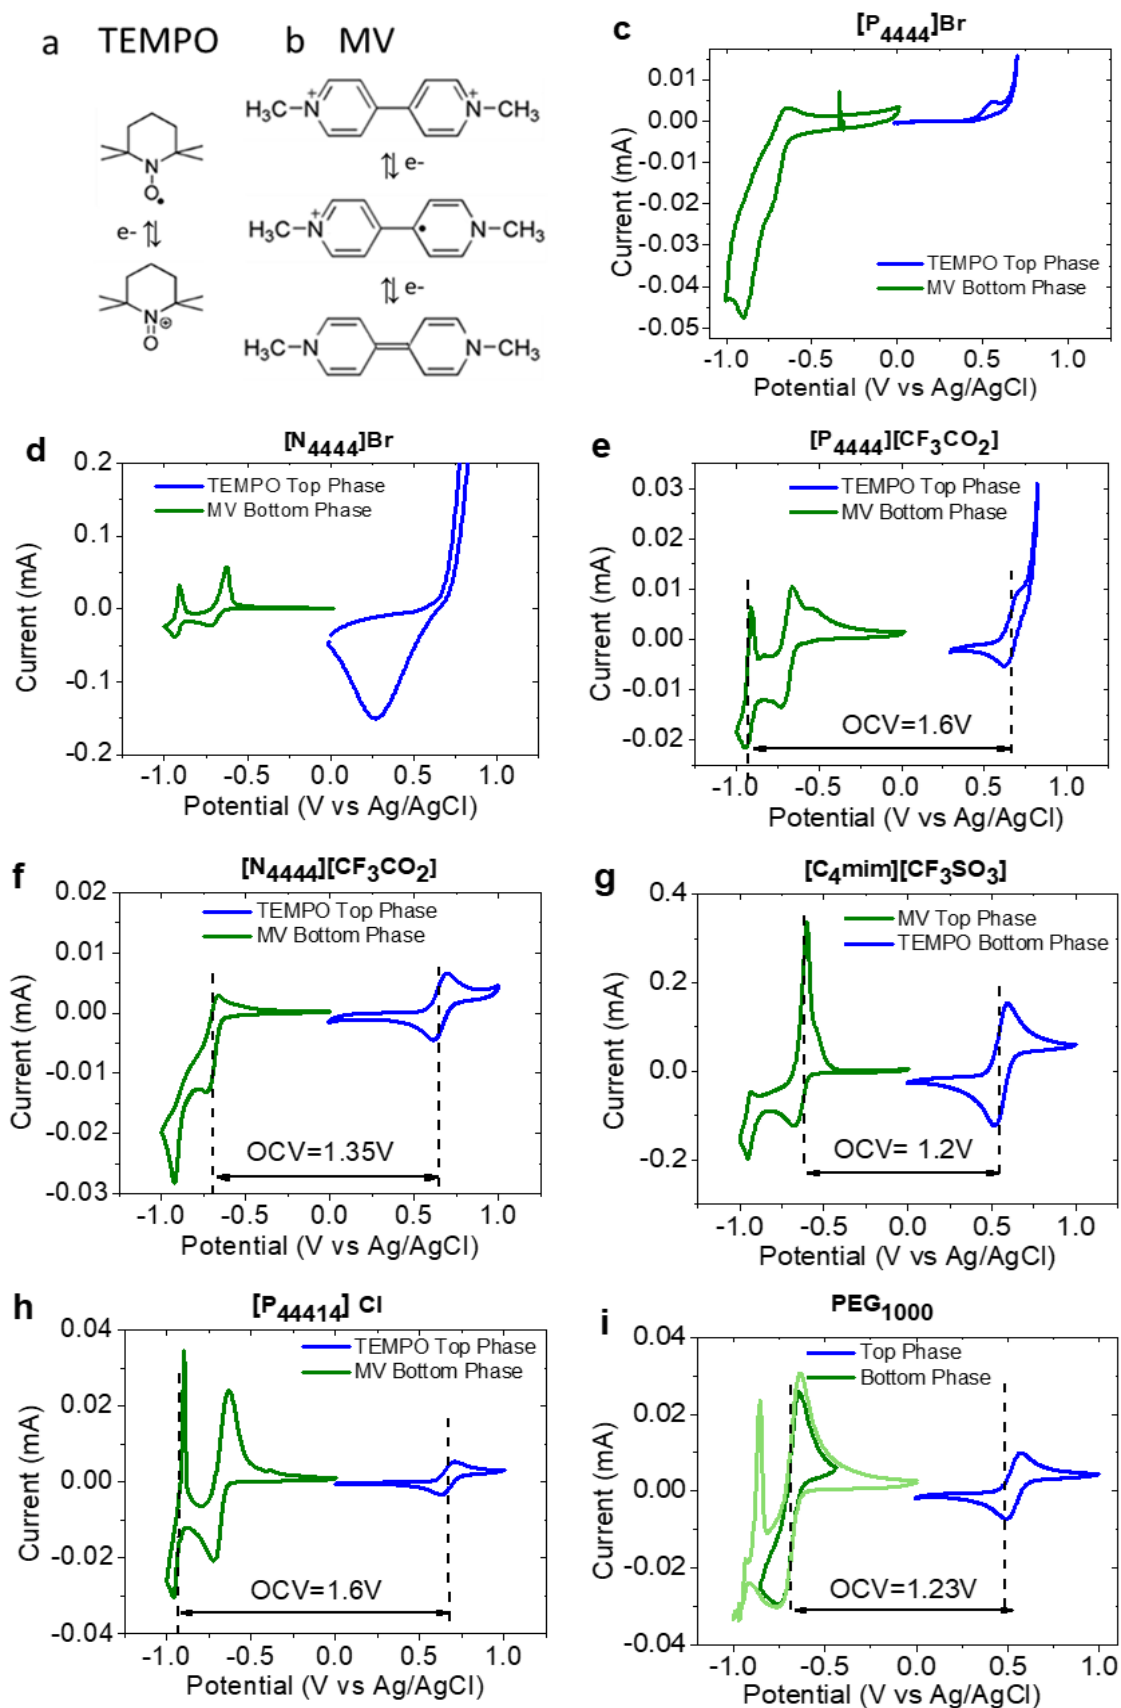 a TEMPO
b MV
H₃C-N⁺ N⁺-CH₃
e-
H₃C-N⁺ N-CH₃
e-
H₃C-N N-CH₃
N
O•
e-
N⊕
O
c
[P₄₄₄₄]Br
Current (mA)
0.01
0.00
-0.01
-0.02
-0.03
-0.04
-0.05
TEMPO Top Phase
MV Bottom Phase
-1.0 -0.5 0.0 0.5 1.0
Potential (V vs Ag/AgCl)
d
[N₄₄₄₄]Br
Current (mA)
0.2
0.1
0.0
-0.1
-0.2
TEMPO Top Phase
MV Bottom Phase
-1.0 -0.5 0.0 0.5 1.0
Potential (V vs Ag/AgCl)
e
[P₄₄₄₄][CF₃CO₂]
Current (mA)
0.03
0.02
0.01
0.00
-0.01
-0.02
TEMPO Top Phase
MV Bottom Phase
OCV=1.6V
-1.0 -0.5 0.0 0.5 1.0
Potential (V vs Ag/AgCl)
f
[N₄₄₄₄][CF₃CO₂]
Current (mA)
0.02
0.01
0.00
-0.01
-0.02
-0.03
TEMPO Top Phase
MV Bottom Phase
OCV=1.35V
-1.0 -0.5 0.0 0.5 1.0
Potential (V vs Ag/AgCl)
g
[C₄mim][CF₃SO₃]
Current (mA)
0.4
0.2
0.0
-0.2
MV Top Phase
TEMPO Bottom Phase
OCV= 1.2V
-1.0 -0.5 0.0 0.5 1.0
Potential (V vs Ag/AgCl)
h
[P₄₄₄₁₄] Cl
Current (mA)
0.04
0.02
0.00
-0.02
-0.04
TEMPO Top Phase
MV Bottom Phase
OCV=1.6V
-1.0 -0.5 0.0 0.5 1.0
Potential (V vs Ag/AgCl)
i
PEG₁₀₀₀
Current (mA)
0.04
0.02
0.00
-0.02
-0.04
Top Phase
Bottom Phase
OCV=1.23V
-1.0 -0.5 0.0 0.5 1.0
Potential (V vs Ag/AgCl)